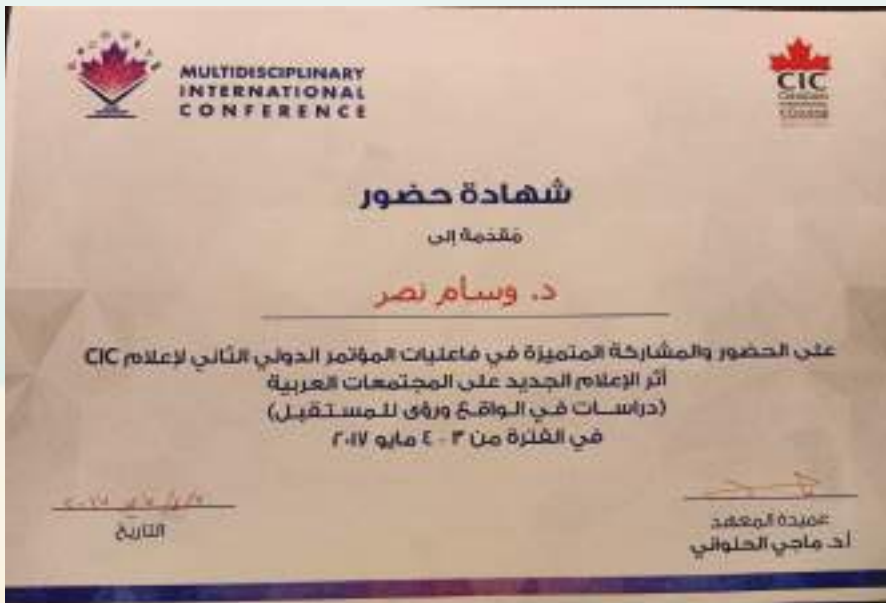 MULTIDISCIPLINARY
INTERNATIONAL
CONFERENCE
CIC
شهادة حضور
مُقدمة إلى
د. وسام نصر
على الحضور والمشاركة المتميزة في فاعليات المؤتمر الدولي الثاني لإعلام CIC
أثر الإعلام الجديد على المجتمعات العربية
(دراسات في الواقع ورؤى للمستقبل)
في الفترة من ٣ - ٤ مايو ٢٠١٧
التاريخ
عميدة المعهد
أ.د. ماجي الحلواني